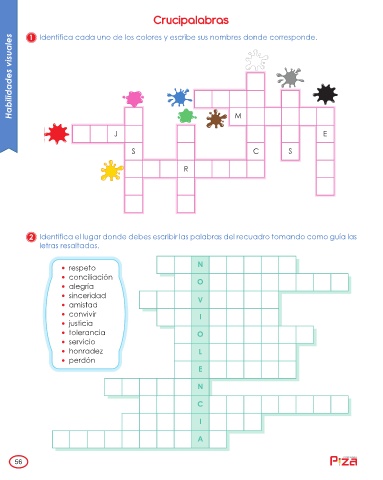 Crucipalabras
Habilidades visuales
1 Identifica cada uno de los colores y escribe sus nombres donde corresponde.
M
J
E
S
C
S
R
2 Identifica el lugar donde debes escribir las palabras del recuadro tomando como guía las
letras resaltadas.
• respeto
• conciliación
• alegría
• sinceridad
• amistad
• convivir
• justicia
• tolerancia
• servicio
• honradez
• perdón
N
O
V
I
O
L
E
N
C
I
A
56